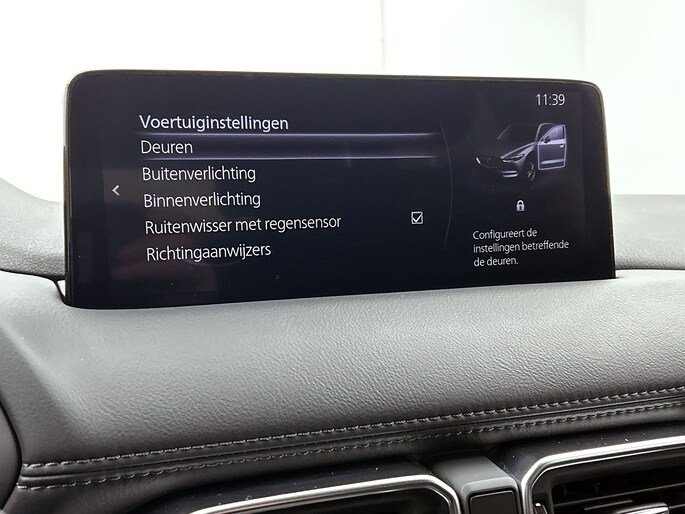 11:39
Voertuiginstellingen
Deuren
Buitenverlichting
Binnenverlichting
Ruitenwisser met regensensor
Richtingaanwijzers
Configureert de
instellingen betreffende
de deuren.